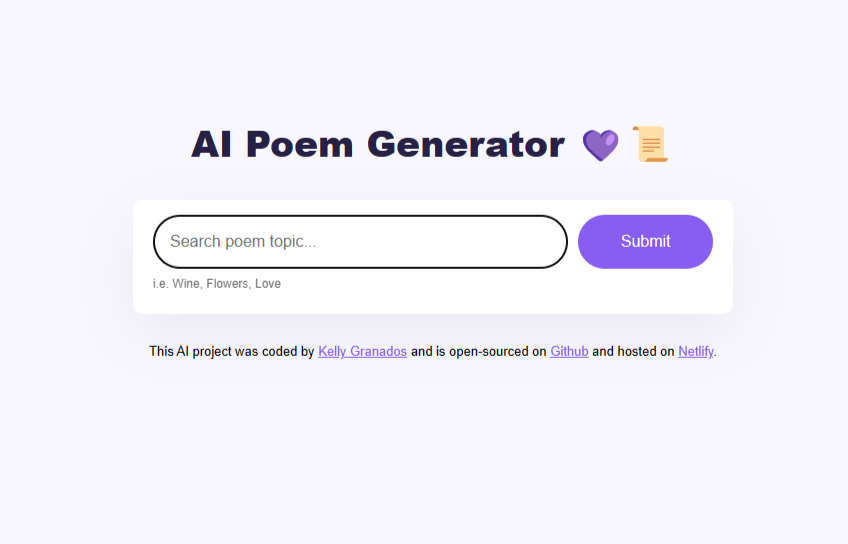 AI Poem Generator 💜 📜
Search poem topic...
Submit
i.e. Wine, Flowers, Love
This AI project was coded by Kelly Granados and is open-sourced on Github and hosted on Netlify.